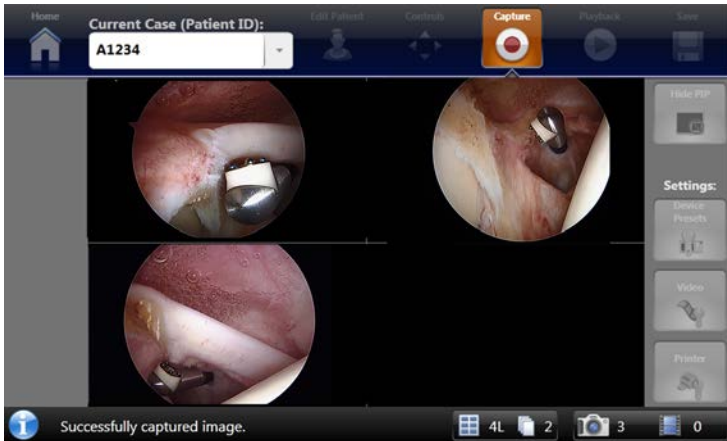 Home
Current Case (Patient ID):
A1234
Edit Patient
Controls
Capture
Playback
Save
Hide PIP
Settings:
Device
Presets
Video
Printer
Successfully captured image.
4L
2
3
0